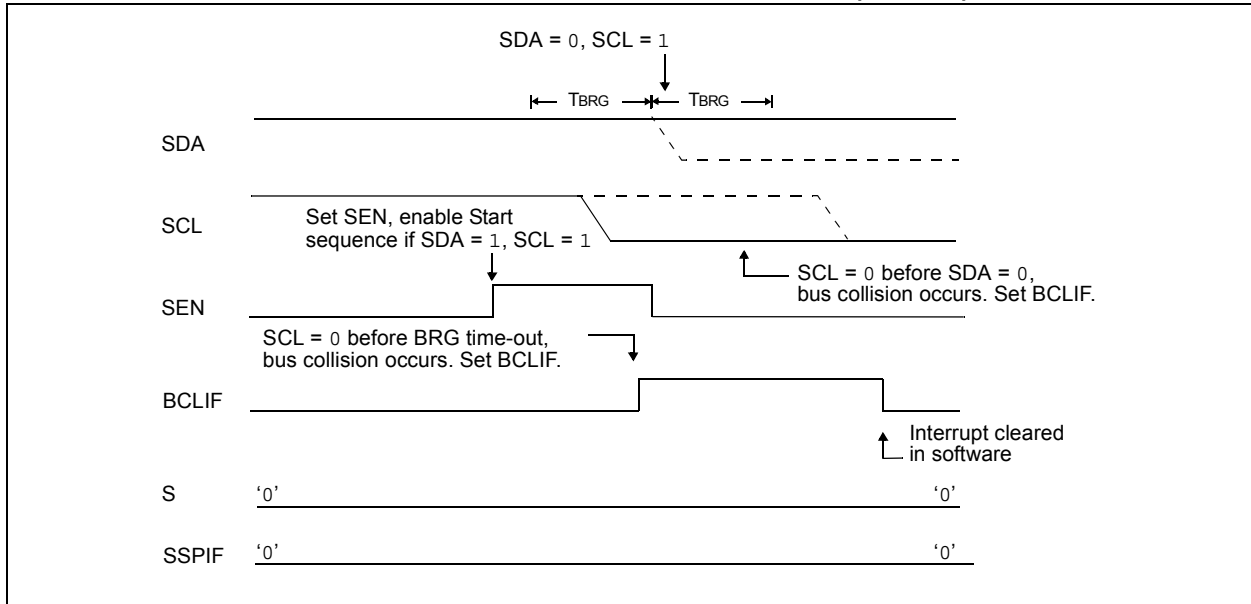 SDA = 0, SCL = 1
TBRG TBRG
SDA
SCL
Set SEN, enable Start
sequence if SDA = 1, SCL = 1
SCL = 0 before SDA = 0,
bus collision occurs. Set BCLIF.
SEN
SCL = 0 before BRG time-out,
bus collision occurs. Set BCLIF.
BCLIF
Interrupt cleared
in software
S ‘0’ ‘0’
SSPIF ‘0’ ‘0’